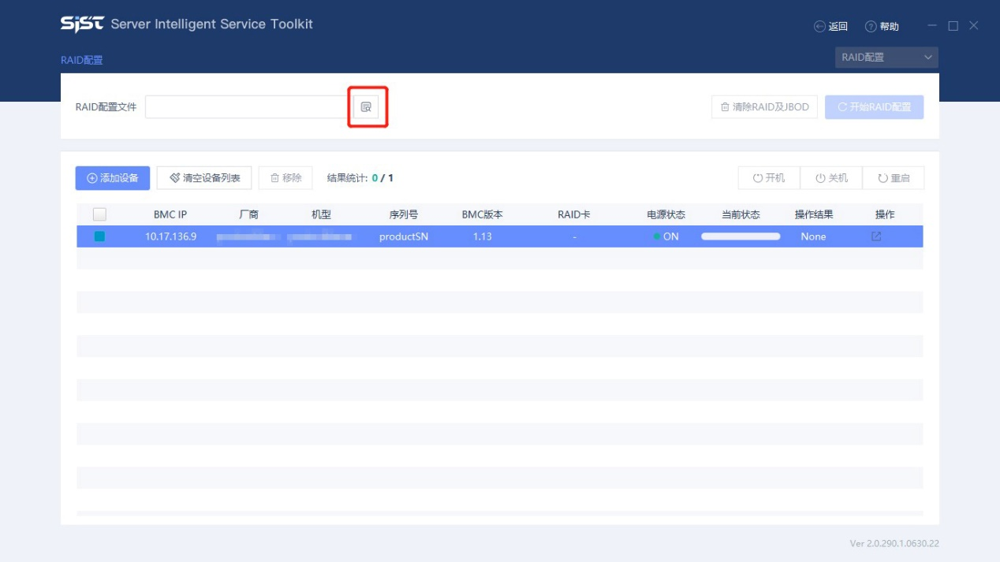 SIST Server Intelligent Service Toolkit
返回 帮助
RAID配置 RAID配置
RAID配置文件 清除RAID及JBOD 开始RAID配置
添加设备 清空设备列表 移除 结果统计: 0 / 1 开机 关机 重启
BMC IP 厂商 机型 序列号 BMC版本 RAID卡 电源状态 当前状态 操作结果 操作
10.17.136.9 productSN 1.13 - ON None
Ver 2.0.290.1.0630.22